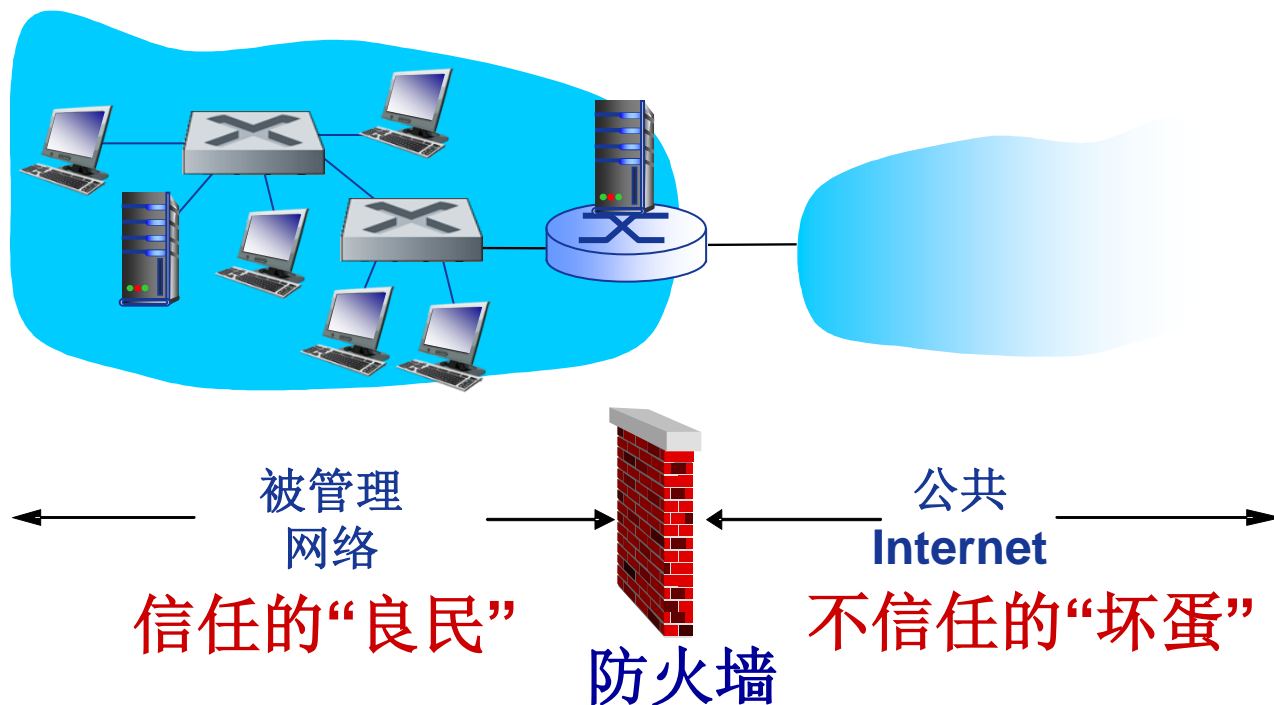 被管理
网络
信任的“良民”
防火墙
公共
Internet
不信任的“坏蛋”